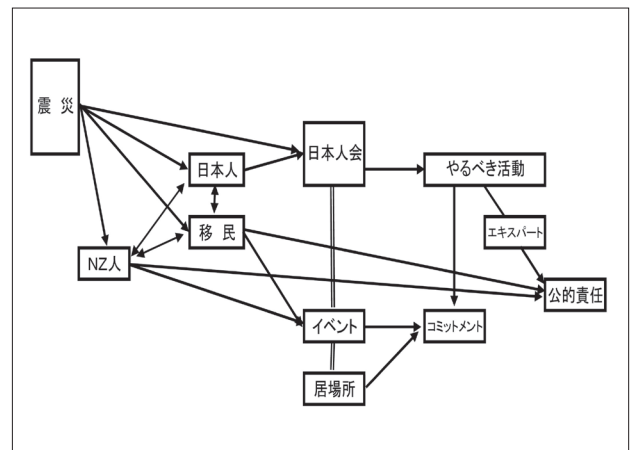 震 災
日本人会
日本人
やるべき活動
移 民
エキスパート
NZ人
公的責任
イベント
コミットメント
居場所